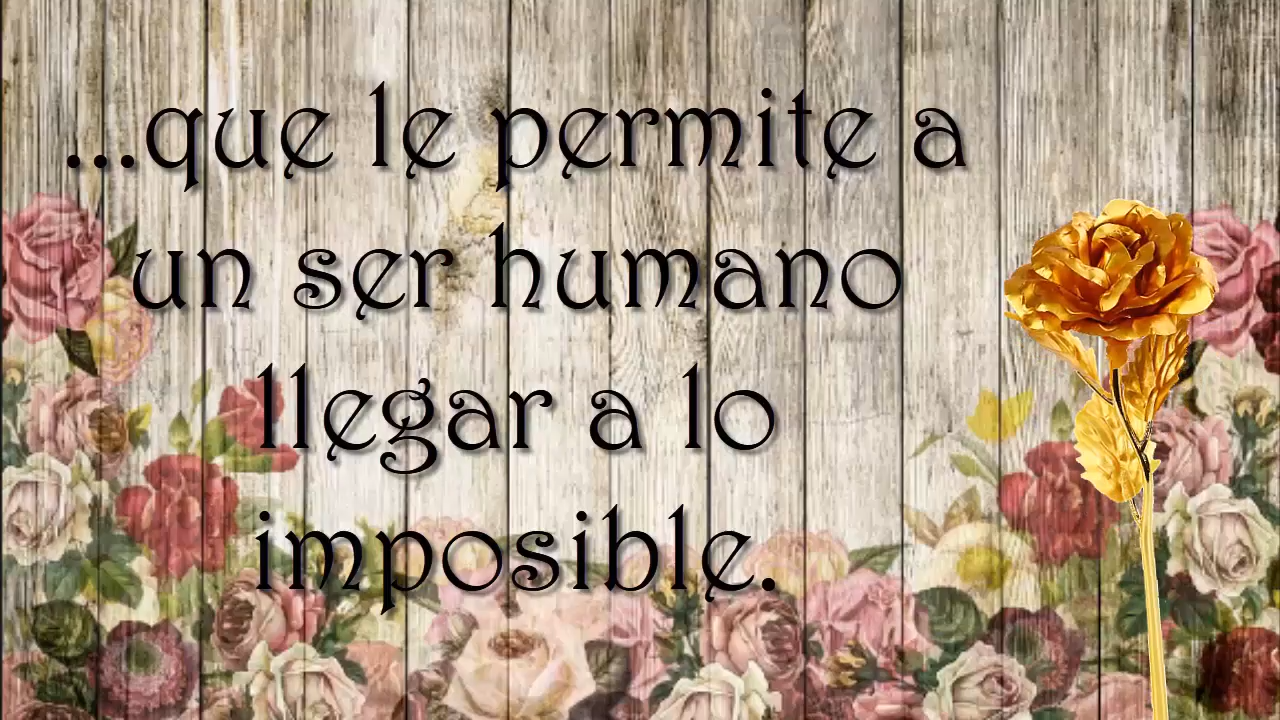 ...que le permite a
un ser humano
llegar a lo
imposible.